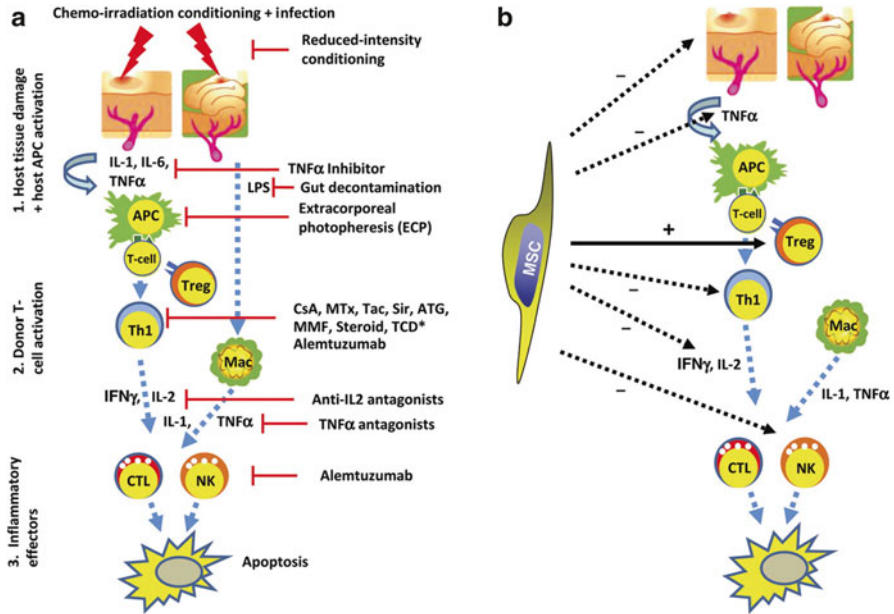 a
Chemo-irradiation conditioning + infection
Reduced-intensity
conditioning
1. Host tissue damage
+ host APC activation
IL-1, IL-6,
TNFα
TNFα Inhibitor
LPS
Gut decontamination
Extracorporeal
photopheresis (ECP)
APC
T-cell
Treg
2. Donor T-
cell activation
Th1
CsA, MTx, Tac, Sir, ATG,
MMF, Steroid, TCD*
Alemtuzumab
Mac
IFNγ, IL-2
Anti-IL2 antagonists
IL-1, TNFα
TNFα antagonists
3. Inflammatory
effectors
CTL
NK
Alemtuzumab
Apoptosis
b
–
–
TNFα
APC
T-cell
MSC
+
Treg
–
Th1
–
Mac
IFNγ, IL-2
–
IL-1, TNFα
CTL
NK